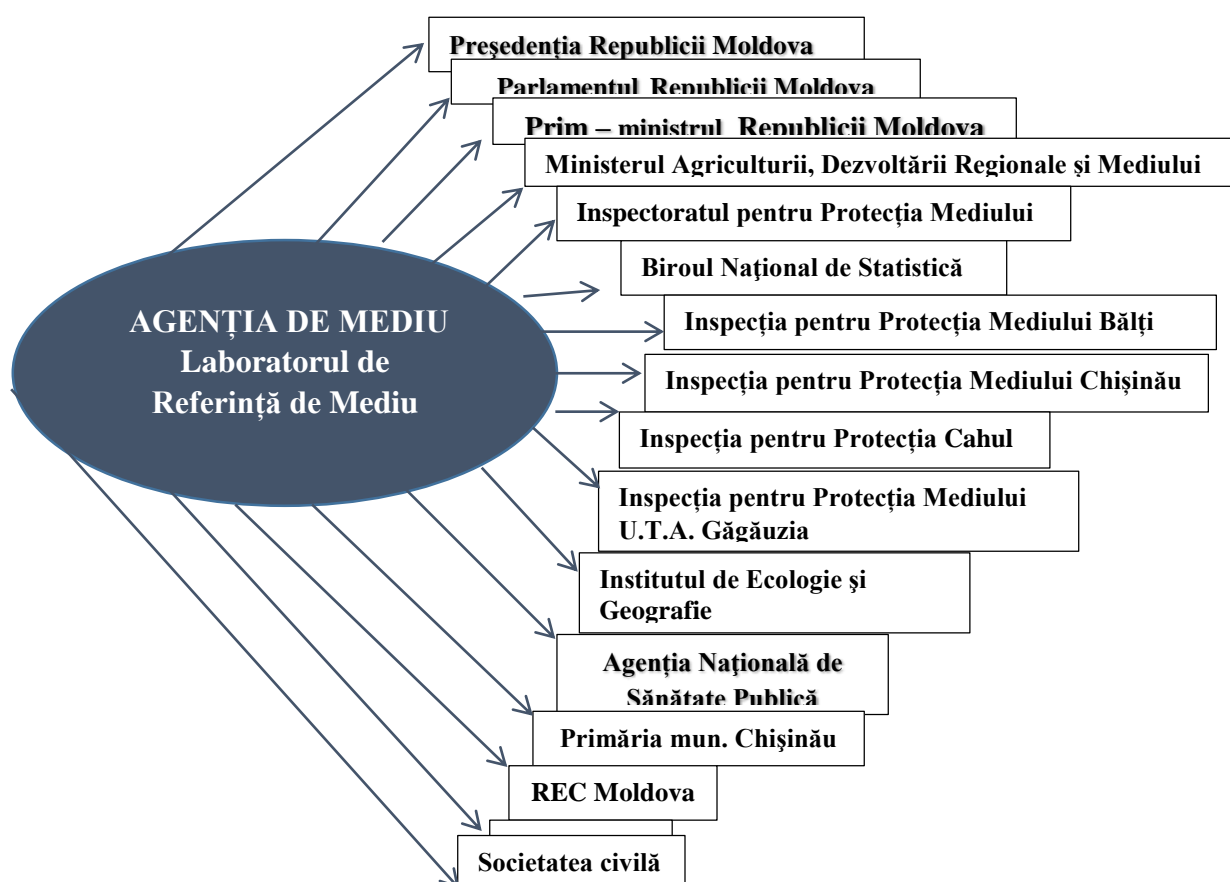 Preşedenția Republicii Moldova
Parlamentul Republicii Moldova
Prim – ministrul Republicii Moldova
Ministerul Agriculturii, Dezvoltării Regionale și Mediului
Inspectoratul pentru Protecția Mediului
Biroul Naţional de Statistică
AGENȚIA DE MEDIU
Laboratorul de
Referință de Mediu
Inspecția pentru Protecția Mediului Bălți
Inspecția pentru Protecția Mediului Chișinău
Inspecția pentru Protecția Cahul
Inspecția pentru Protecția Mediului
U.T.A. Găgăuzia
Institutul de Ecologie şi
Geografie
Agenția Naţională de
Sănătate Publică
Primăria mun. Chişinău
REC Moldova
Societatea civilă